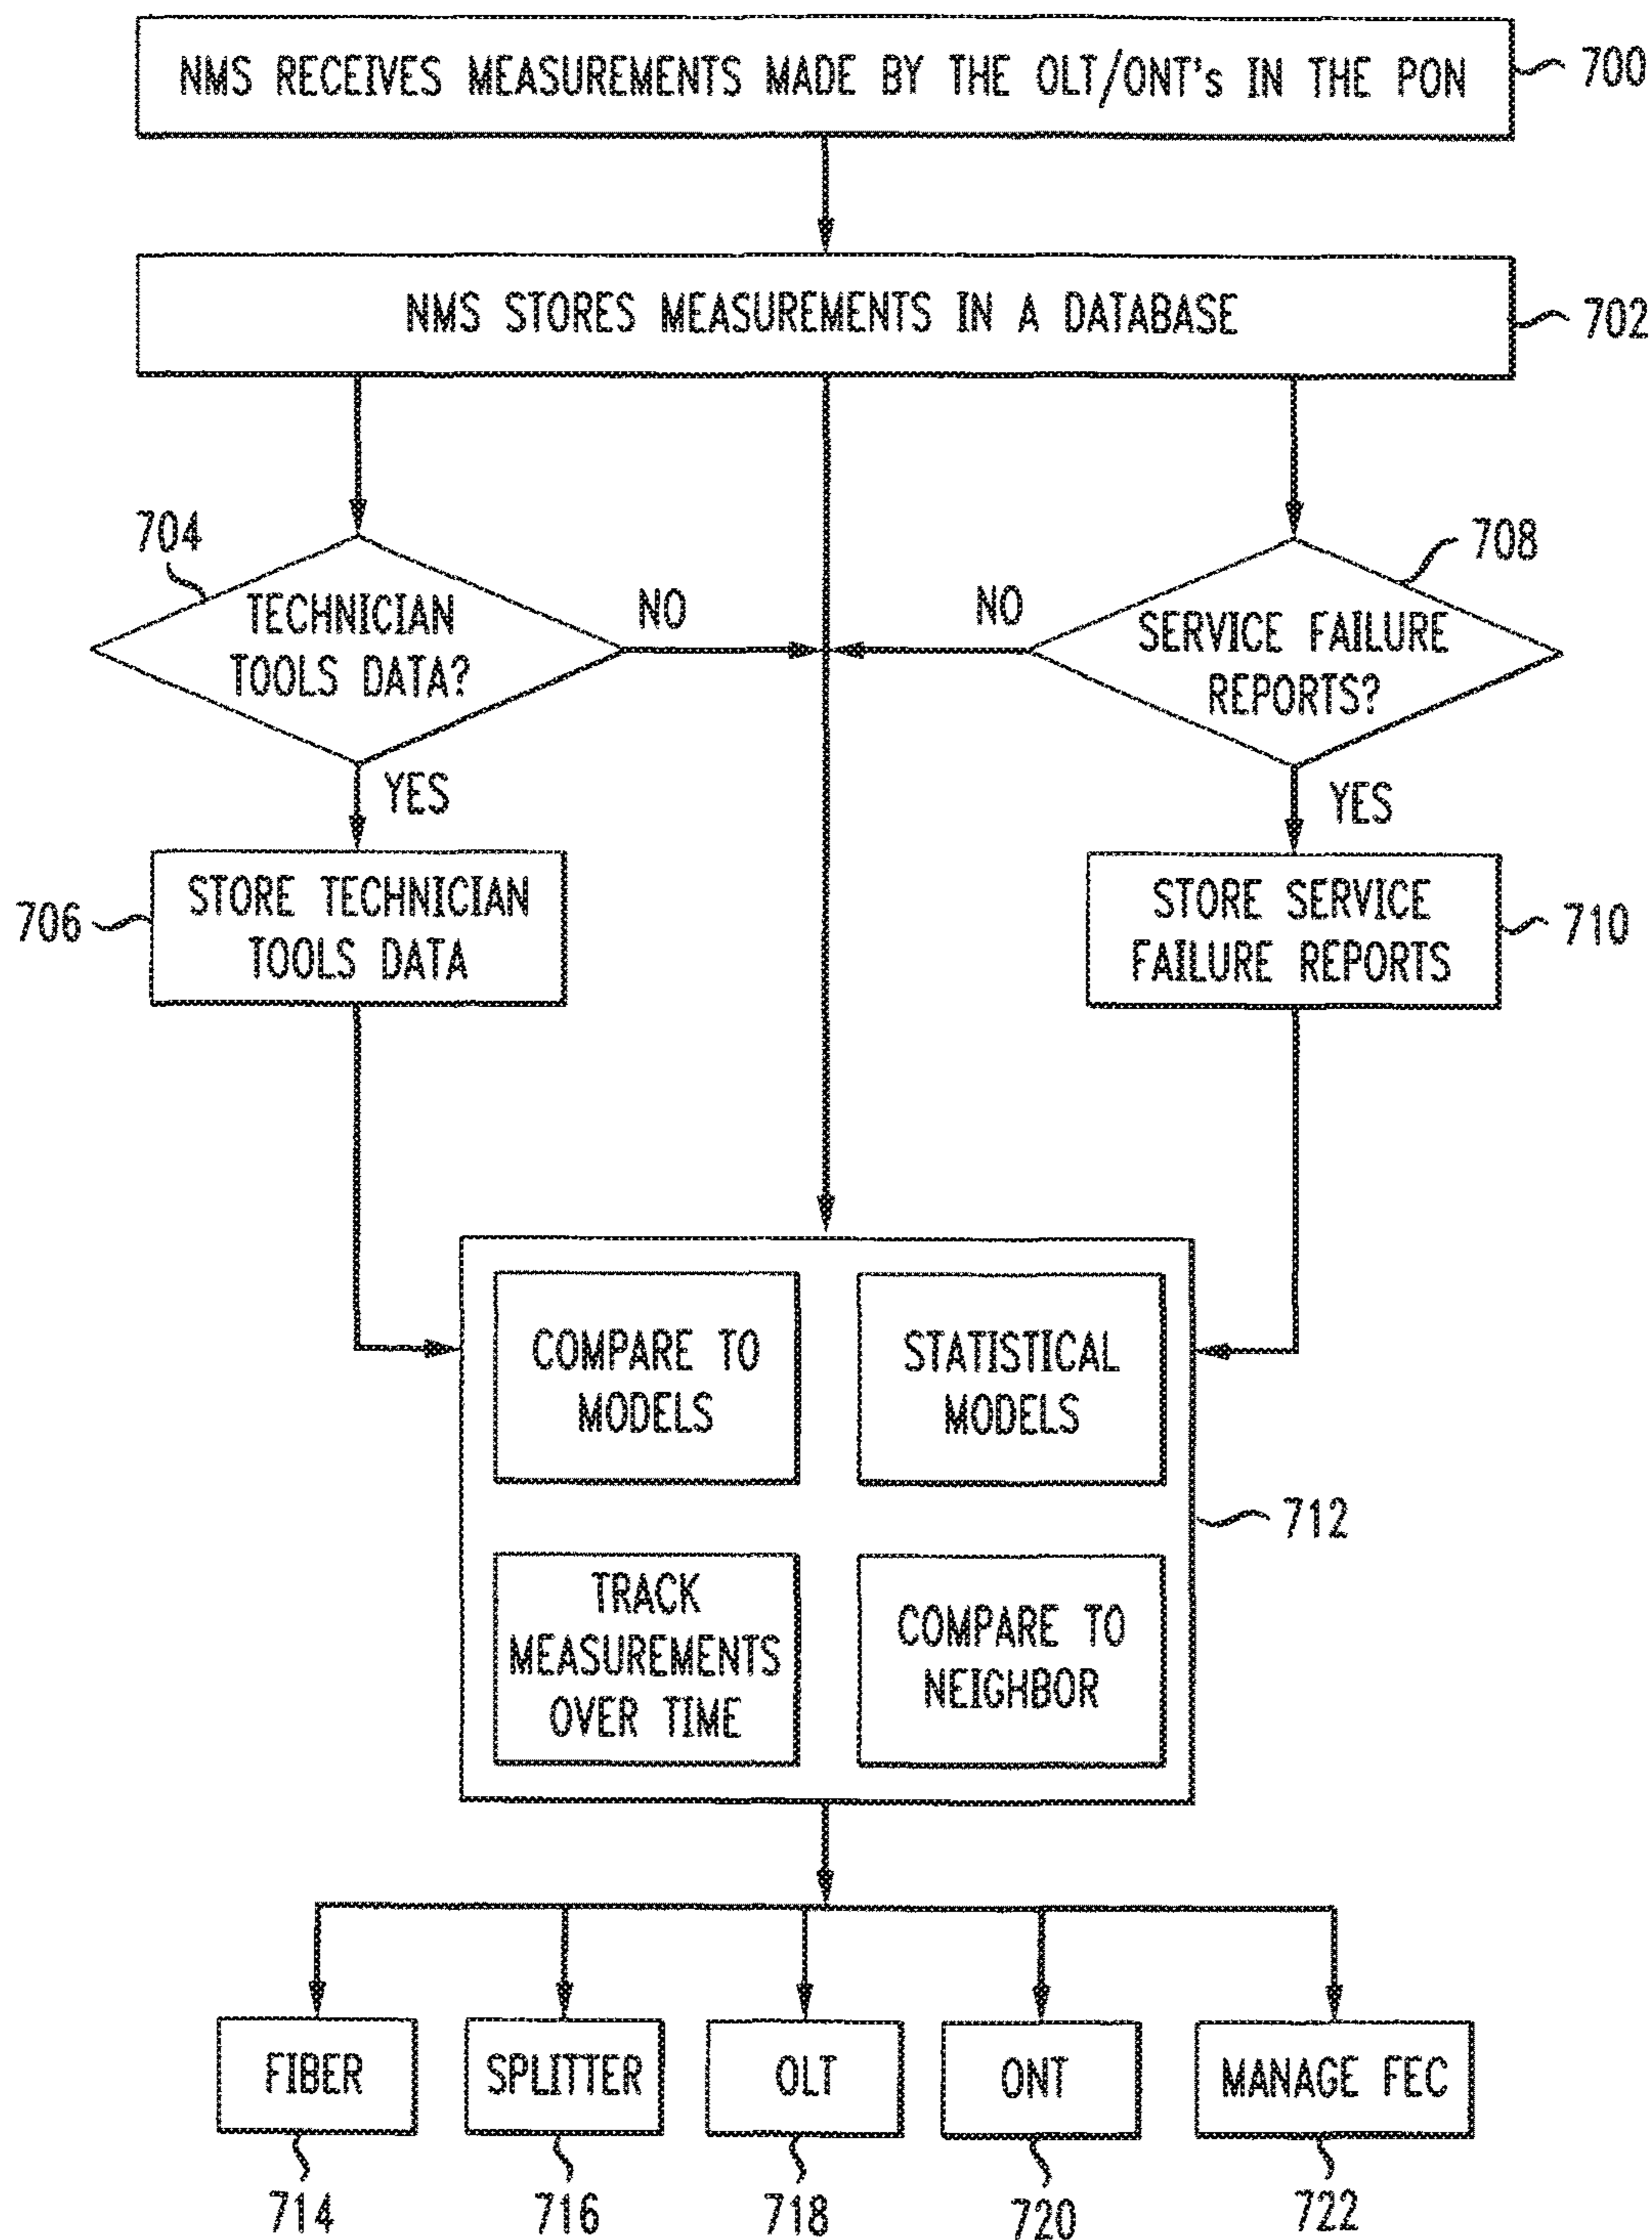 NMS RECEIVES MEASUREMENTS MADE BY THE OLT/ONT's IN THE PON
700
NMS STORES MEASUREMENTS IN A DATABASE
702
704
TECHNICIAN
TOOLS DATA?
NO
NO
708
SERVICE FAILURE
REPORTS?
YES
YES
706
STORE TECHNICIAN
TOOLS DATA
STORE SERVICE
FAILURE REPORTS
710
COMPARE TO
MODELS
STATISTICAL
MODELS
712
TRACK
MEASUREMENTS
OVER TIME
COMPARE TO
NEIGHBOR
FIBER
SPLITTER
OLT
ONT
MANAGE FEC
714
716
718
720
722